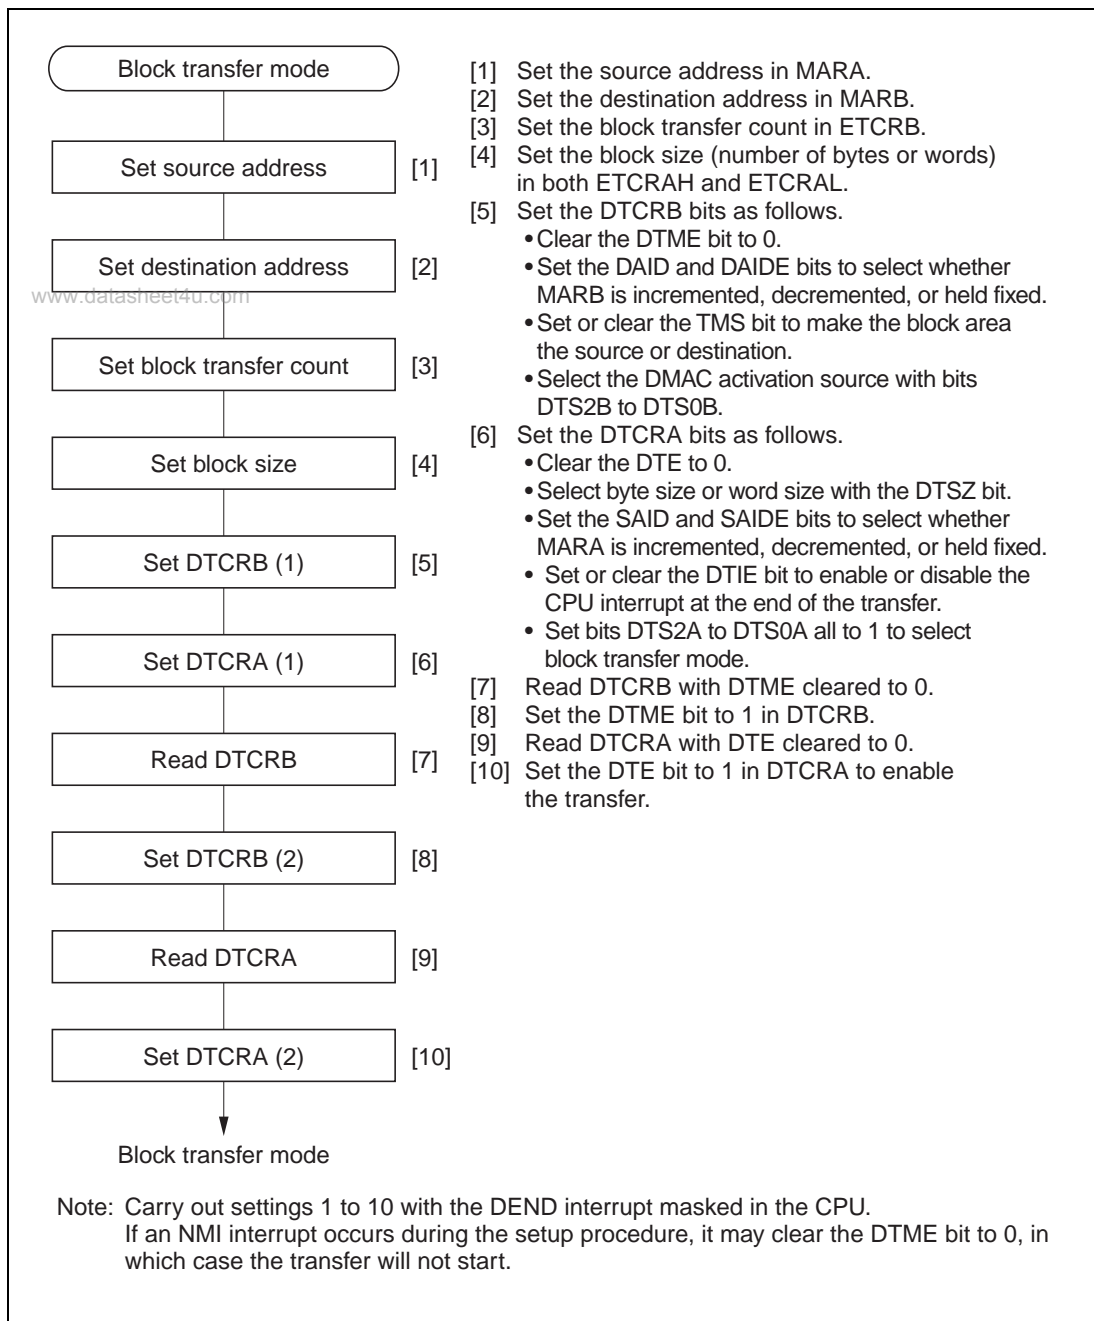 Block transfer mode
Set source address [1]
Set destination address [2]
www.datasheet4u.com
Set block transfer count [3]
Set block size [4]
Set DTCRB (1) [5]
Set DTCRA (1) [6]
Read DTCRB [7]
Set DTCRB (2) [8]
Read DTCRA [9]
Set DTCRA (2) [10]
Block transfer mode
[1] Set the source address in MARA.
[2] Set the destination address in MARB.
[3] Set the block transfer count in ETCRB.
[4] Set the block size (number of bytes or words)
in both ETCRAH and ETCRAL.
[5] Set the DTCRB bits as follows.
• Clear the DTME bit to 0.
• Set the DAID and DAIDE bits to select whether
MARB is incremented, decremented, or held fixed.
• Set or clear the TMS bit to make the block area
the source or destination.
• Select the DMAC activation source with bits
DTS2B to DTS0B.
[6] Set the DTCRA bits as follows.
• Clear the DTE to 0.
• Select byte size or word size with the DTSZ bit.
• Set the SAID and SAIDE bits to select whether
MARA is incremented, decremented, or held fixed.
• Set or clear the DTIE bit to enable or disable the
CPU interrupt at the end of the transfer.
• Set bits DTS2A to DTS0A all to 1 to select
block transfer mode.
[7] Read DTCRB with DTME cleared to 0.
[8] Set the DTME bit to 1 in DTCRB.
[9] Read DTCRA with DTE cleared to 0.
[10] Set the DTE bit to 1 in DTCRA to enable
the transfer.
Note: Carry out settings 1 to 10 with the DEND interrupt masked in the CPU.
If an NMI interrupt occurs during the setup procedure, it may clear the DTME bit to 0, in
which case the transfer will not start.